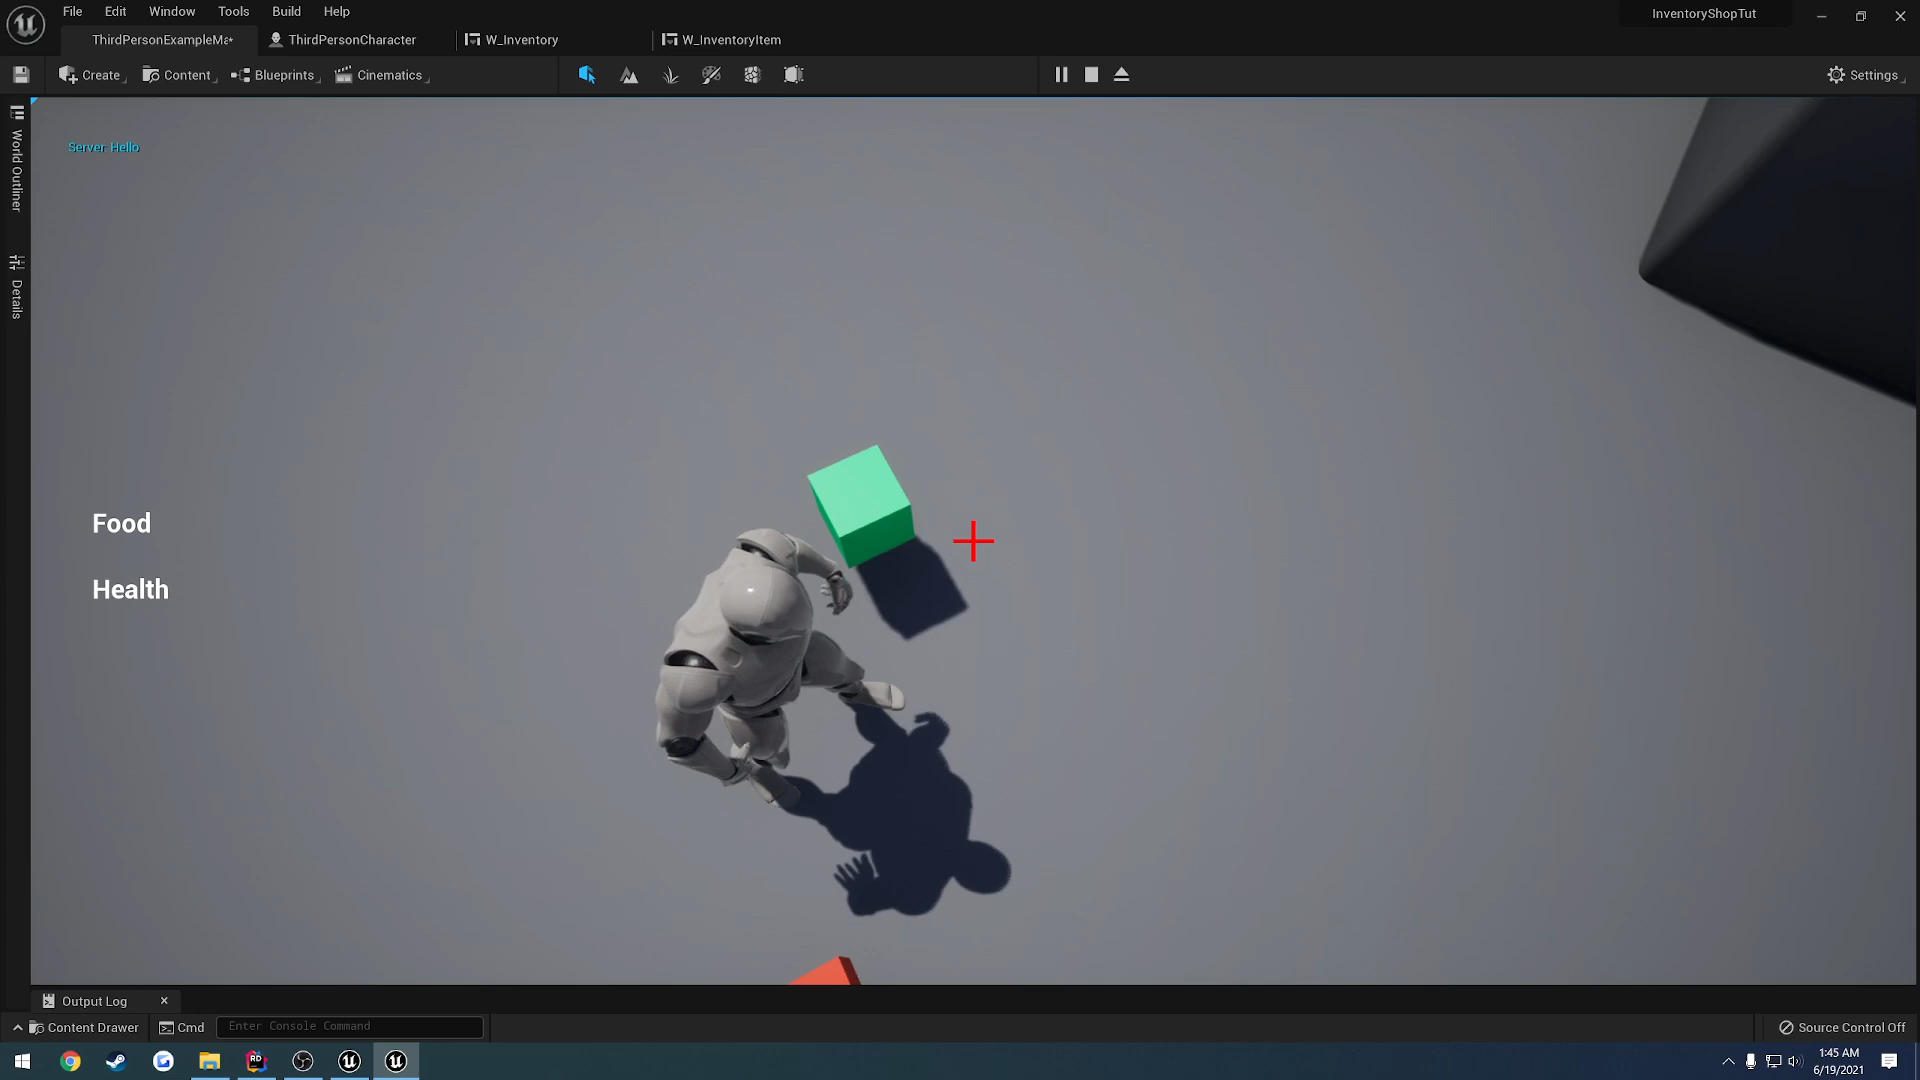 File Edit Window Tools Build Help
InventoryShopTut
ThirdPersonExampleMa•
ThirdPersonCharacter
W_Inventory
W_InventoryItem
Create
Content
Blueprints
Cinematics
Settings
World Outliner
Details
Server: Hello
Food
Health
Output Log
Content Drawer
Cmd
Enter Console Command
Source Control Off
RD
1:45 AM
6/19/2021